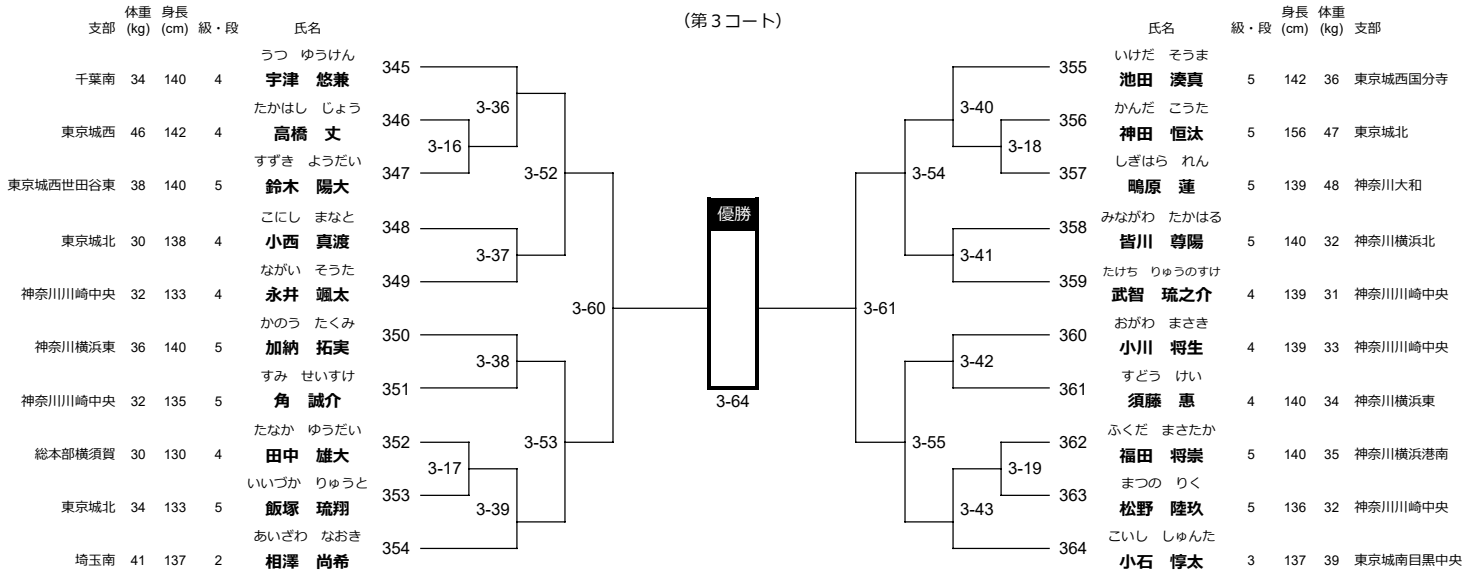 （第３コート）
支部 体重(kg) 身長(cm) 級・段 氏名
うつ ゆうけん
千葉南 34 140 4 宇津 悠兼 345
たかはし じょう
東京城西 46 142 4 高橋 丈 346
すずき ようだい
東京城西世田谷東 38 140 5 鈴木 陽大 347
こにし まなと
東京城北 30 138 4 小西 真渡 348
ながい そうた
神奈川川崎中央 32 133 4 永井 颯太 349
かのう たくみ
神奈川横浜東 36 140 5 加納 拓実 350
すみ せいすけ
神奈川川崎中央 32 135 5 角 誠介 351
たなか ゆうだい
総本部横須賀 30 130 4 田中 雄大 352
いいづか りゅうと
東京城北 34 133 5 飯塚 琉翔 353
あいざわ なおき
埼玉南 41 137 2 相澤 尚希 354
3-16
3-17
3-36
3-37
3-38
3-39
3-52
3-53
3-60
優勝
3-64
3-61
3-54
3-55
3-40
3-41
3-42
3-43
3-18
3-19
氏名 級・段 身長(cm) 体重(kg) 支部
いけだ そうま
355 池田 湊真 5 142 36 東京城西国分寺
かんだ こうた
356 神田 恒汰 5 156 47 東京城北
しぎはら れん
357 鴫原 蓮 5 139 48 神奈川大和
みながわ たかはる
358 皆川 尊陽 5 140 32 神奈川横浜北
たけち りゅうのすけ
359 武智 琉之介 4 139 31 神奈川川崎中央
おがわ まさき
360 小川 将生 4 139 33 神奈川川崎中央
すどう けい
361 須藤 惠 4 140 34 神奈川横浜東
ふくだ まさたか
362 福田 将崇 5 140 35 神奈川横浜港南
まつの りく
363 松野 陸玖 5 136 32 神奈川川崎中央
こいし しゅんた
364 小石 惇太 3 137 39 東京城南目黒中央